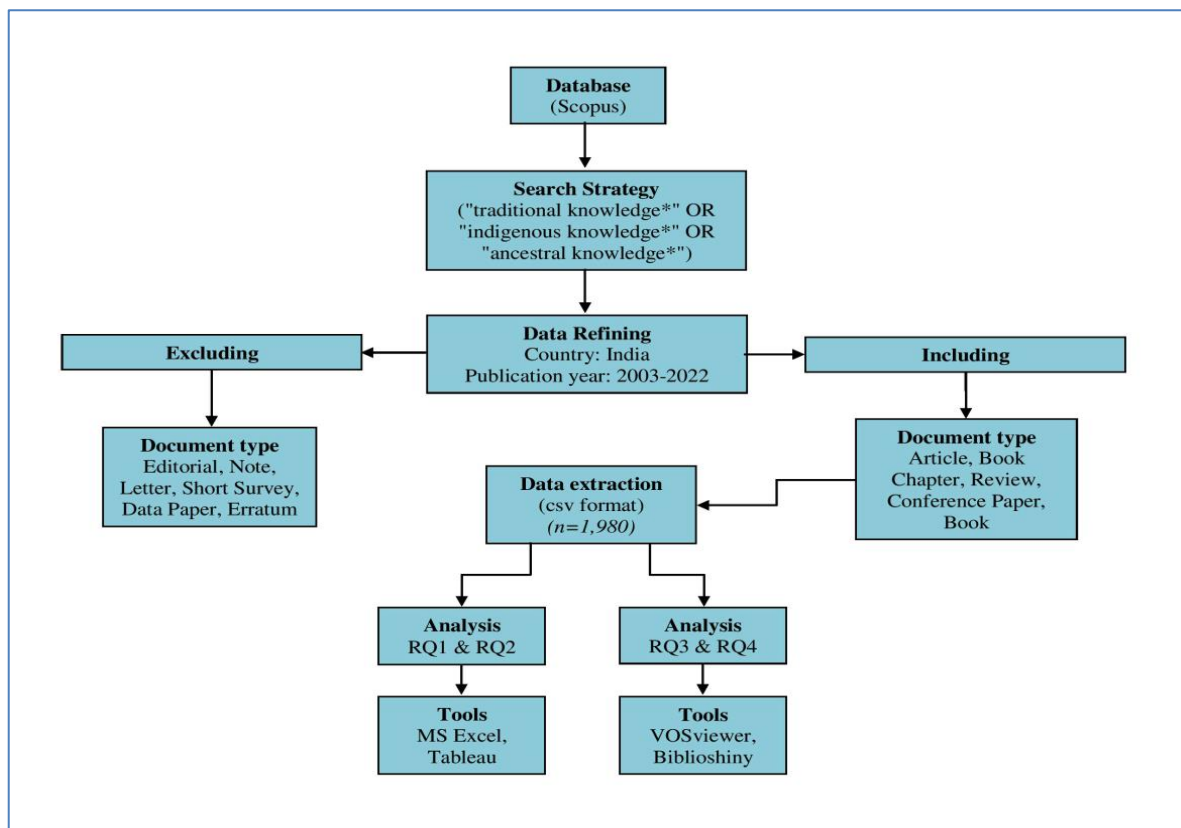 Database
(Scopus)
Search Strategy
("traditional knowledge*" OR
"indigenous knowledge*" OR
"ancestral knowledge*")
Data Refining
Country: India
Publication year: 2003-2022
Excluding
Including
Document type
Editorial, Note,
Letter, Short Survey,
Data Paper, Erratum
Document type
Article, Book
Chapter, Review,
Conference Paper,
Book
Data extraction
(csv format)
(n=1,980)
Analysis
RQ1 & RQ2
Analysis
RQ3 & RQ4
Tools
MS Excel,
Tableau
Tools
VOSviewer,
Biblioshiny